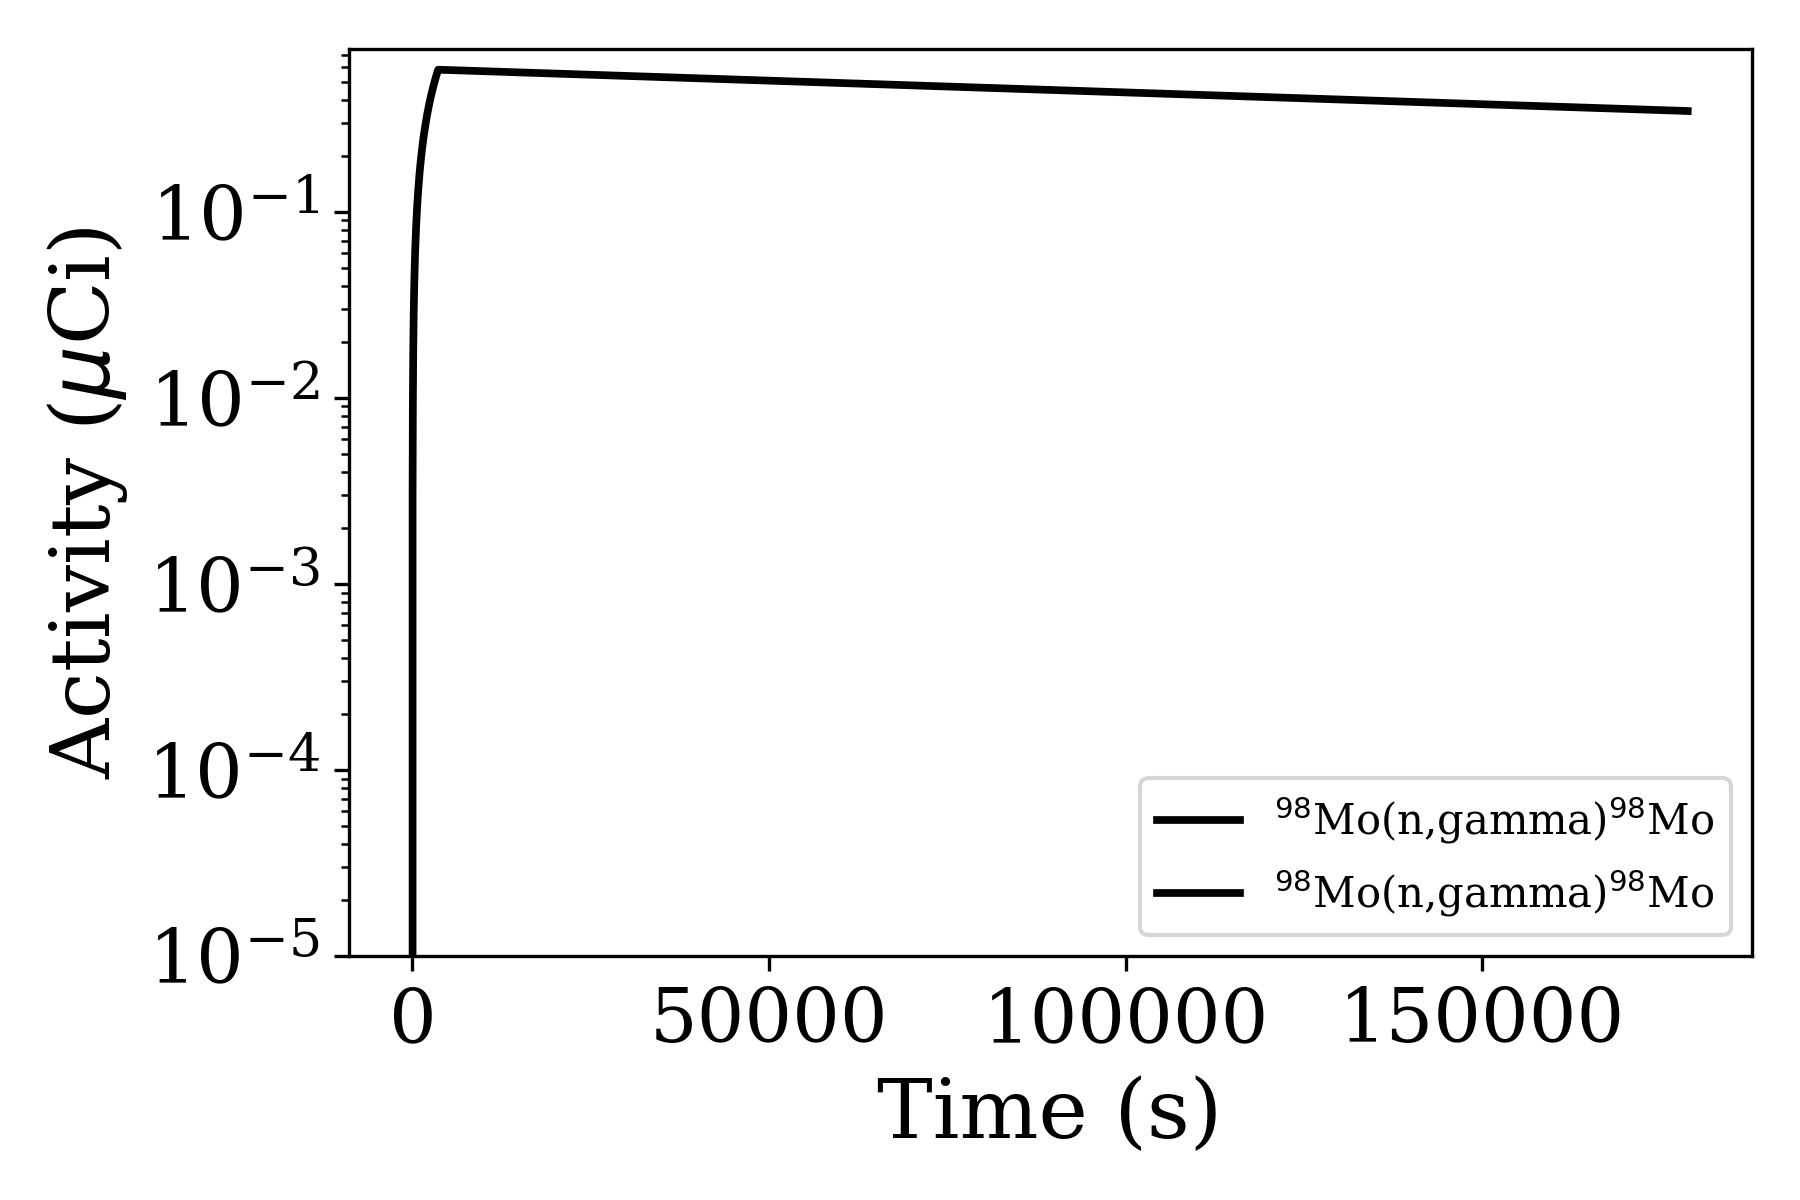 Activity (μCi)
10⁻¹
10⁻²
10⁻³
10⁻⁴
10⁻⁵
⁹⁸Mo(n,gamma)⁹⁸Mo
⁹⁸Mo(n,gamma)⁹⁸Mo
0 50000 100000 150000
Time (s)